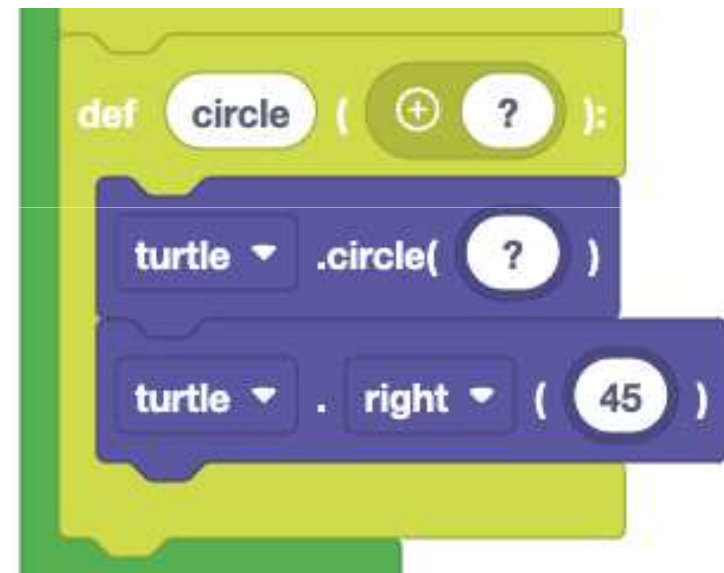 def circle ( ? ):
turtle .circle( ? )
turtle . right ( 45 )